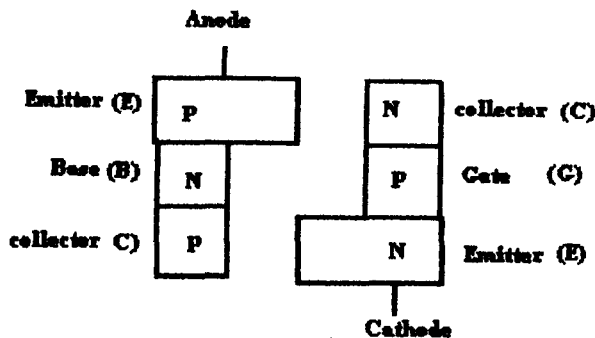 Anode
Emitter (E)
P
N
collector (C)
Base (B)
N
P
Gate (G)
collector C)
P
N
Emitter (E)
Cathode